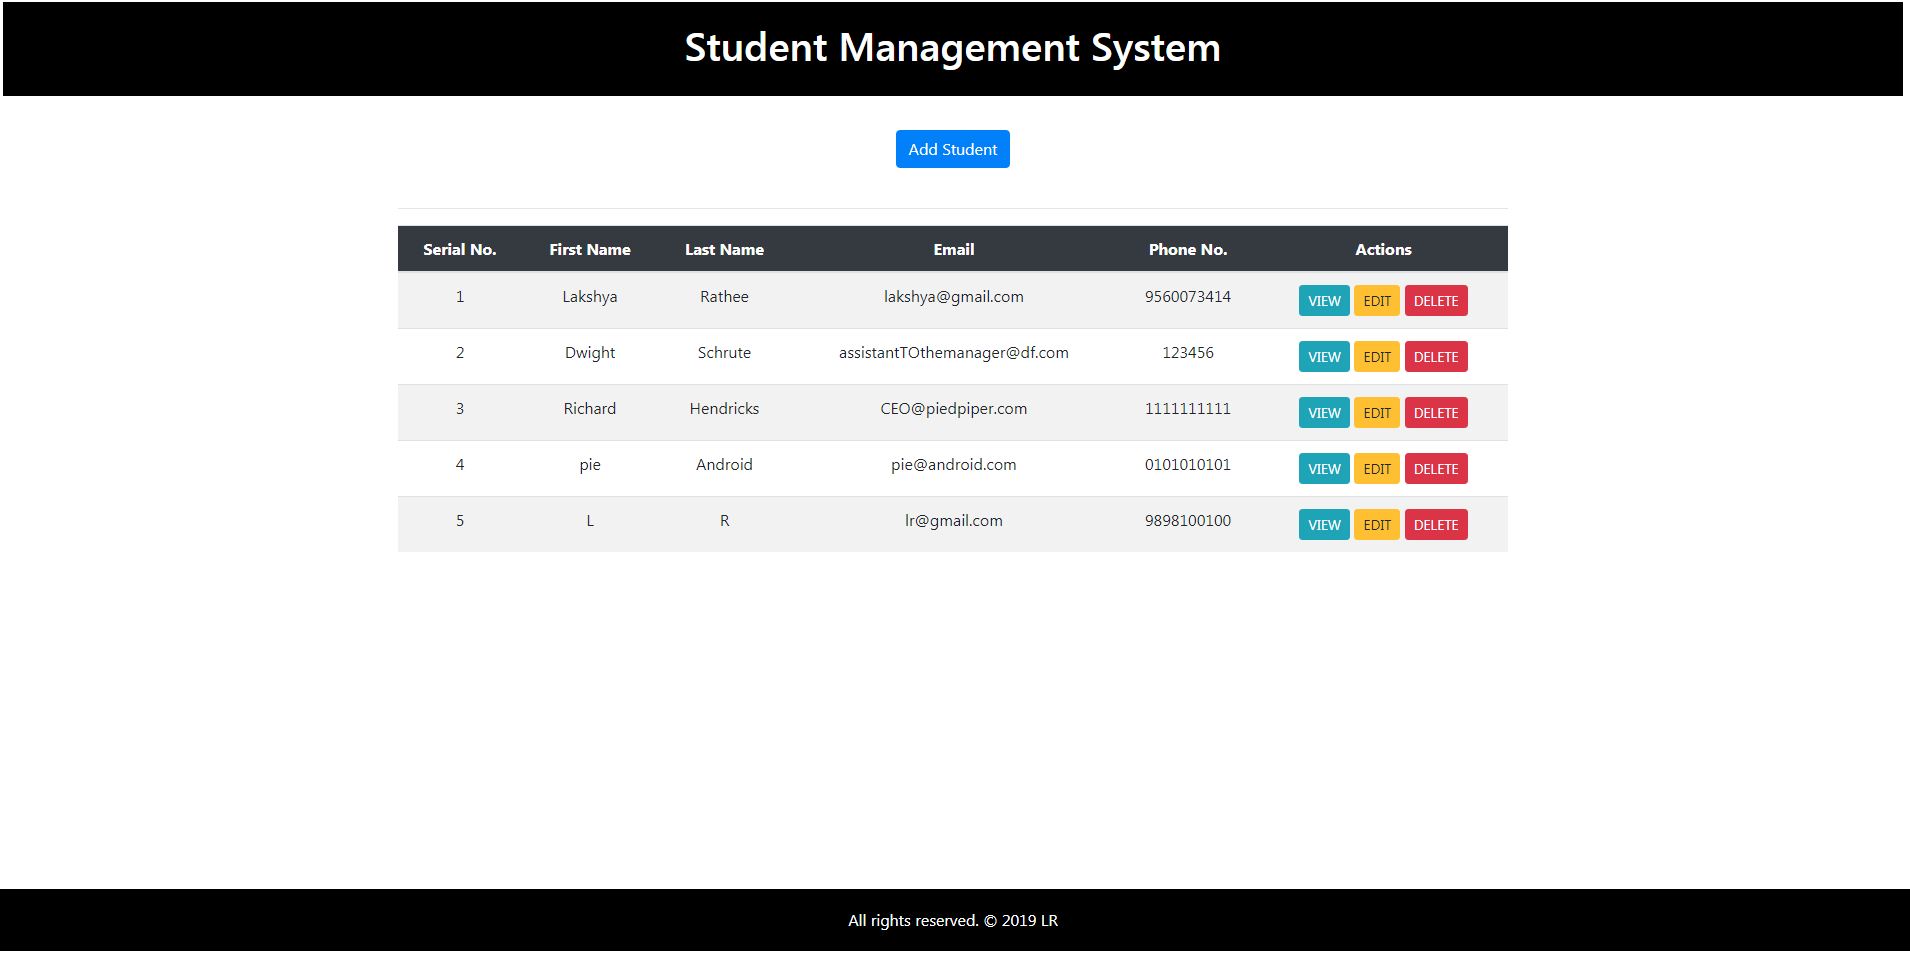 Student Management System
Add Student
Serial No. First Name Last Name Email Phone No. Actions
1 Lakshya Rathee lakshya@gmail.com 9560073414 VIEW EDIT DELETE
2 Dwight Schrute assistantTOthemanager@df.com 123456 VIEW EDIT DELETE
3 Richard Hendricks CEO@piedpiper.com 1111111111 VIEW EDIT DELETE
4 pie Android pie@android.com 0101010101 VIEW EDIT DELETE
5 L R lr@gmail.com 9898100100 VIEW EDIT DELETE
All rights reserved. © 2019 LR